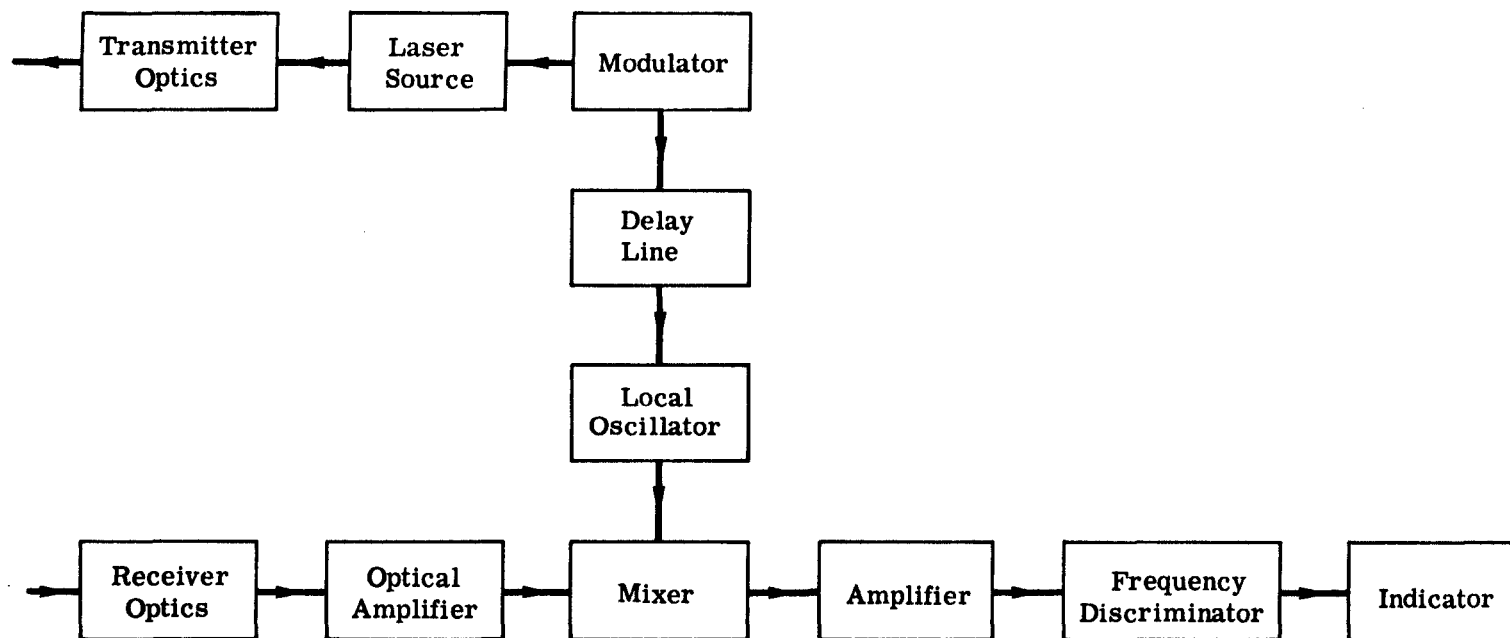 Transmitter
Optics
Laser
Source
Modulator
Delay
Line
Local
Oscillator
Receiver
Optics
Optical
Amplifier
Mixer
Amplifier
Frequency
Discriminator
Indicator